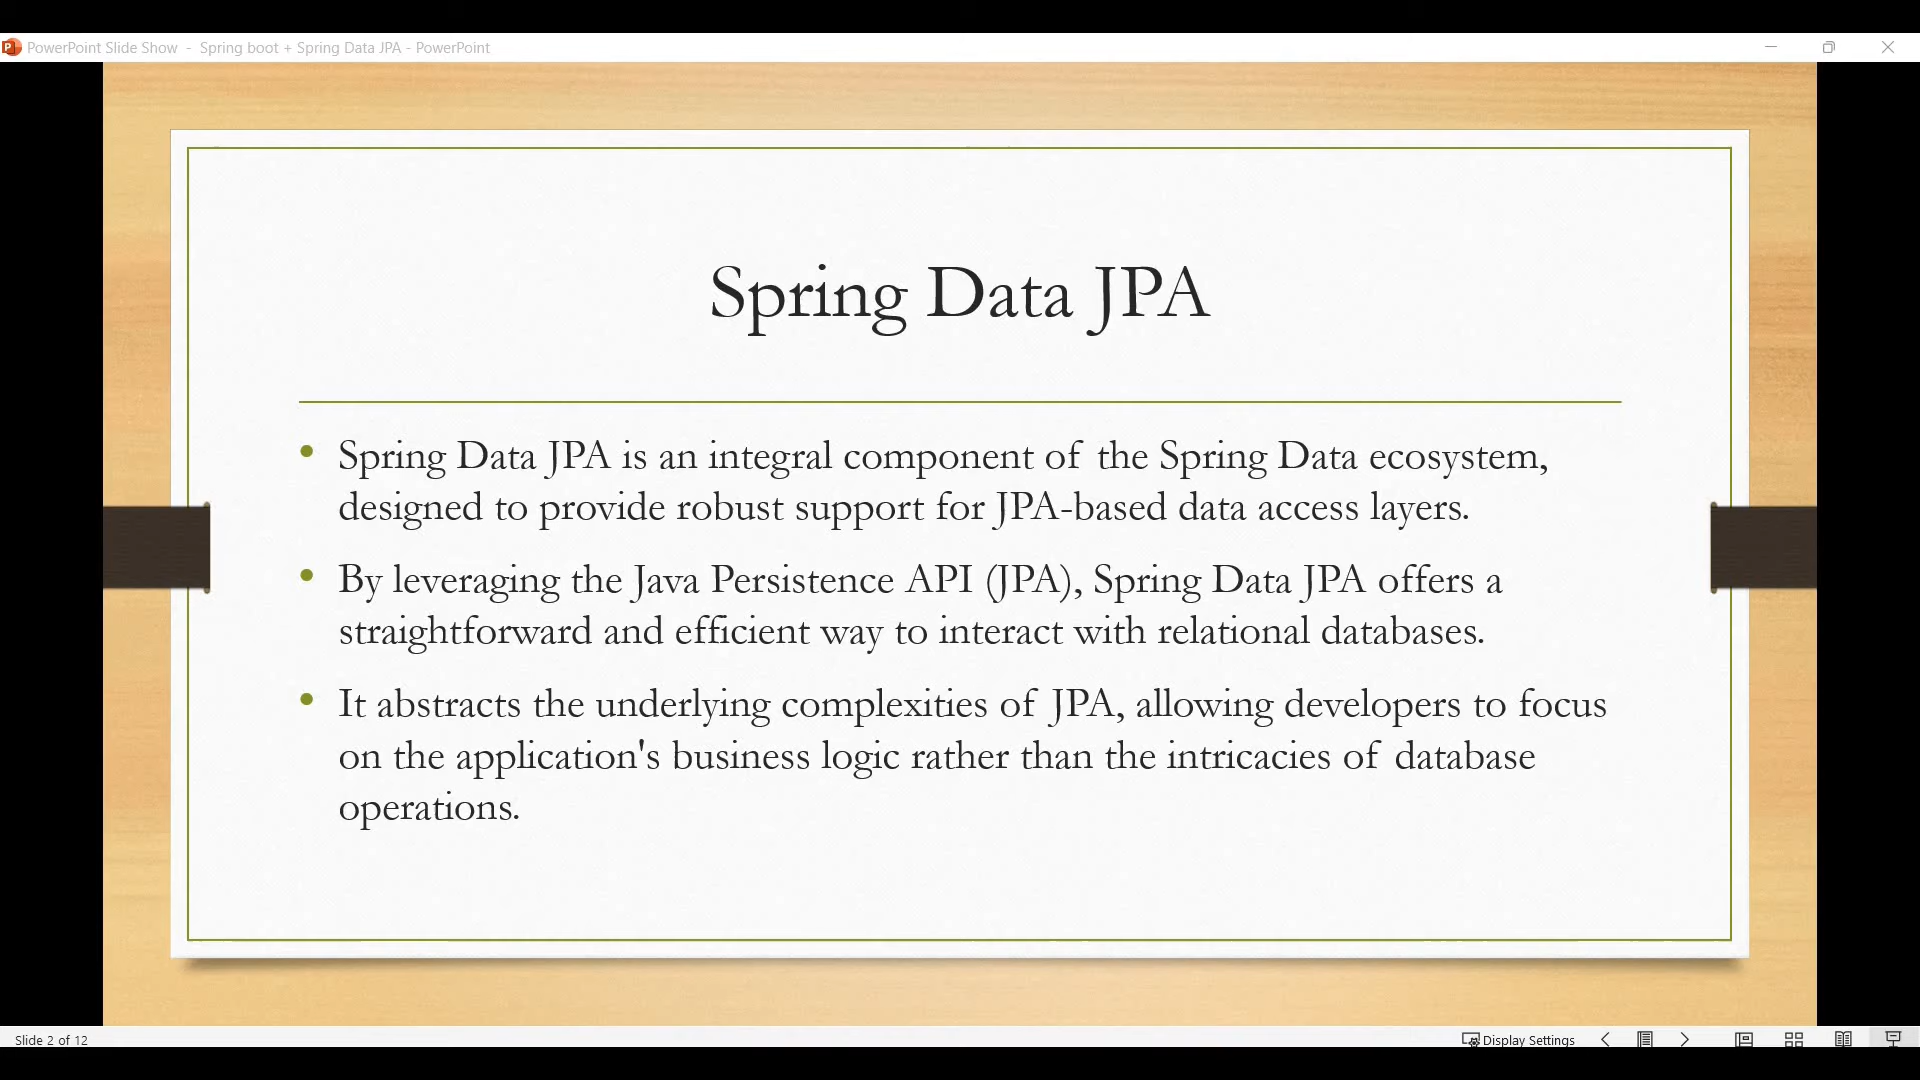 PowerPoint Slide Show - Spring boot + Spring Data JPA - PowerPoint
Spring Data JPA
• Spring Data JPA is an integral component of the Spring Data ecosystem,
designed to provide robust support for JPA-based data access layers.
• By leveraging the Java Persistence API (JPA), Spring Data JPA offers a
straightforward and efficient way to interact with relational databases.
• It abstracts the underlying complexities of JPA, allowing developers to focus
on the application's business logic rather than the intricacies of database
operations.
Slide 2 of 12
Display Settings